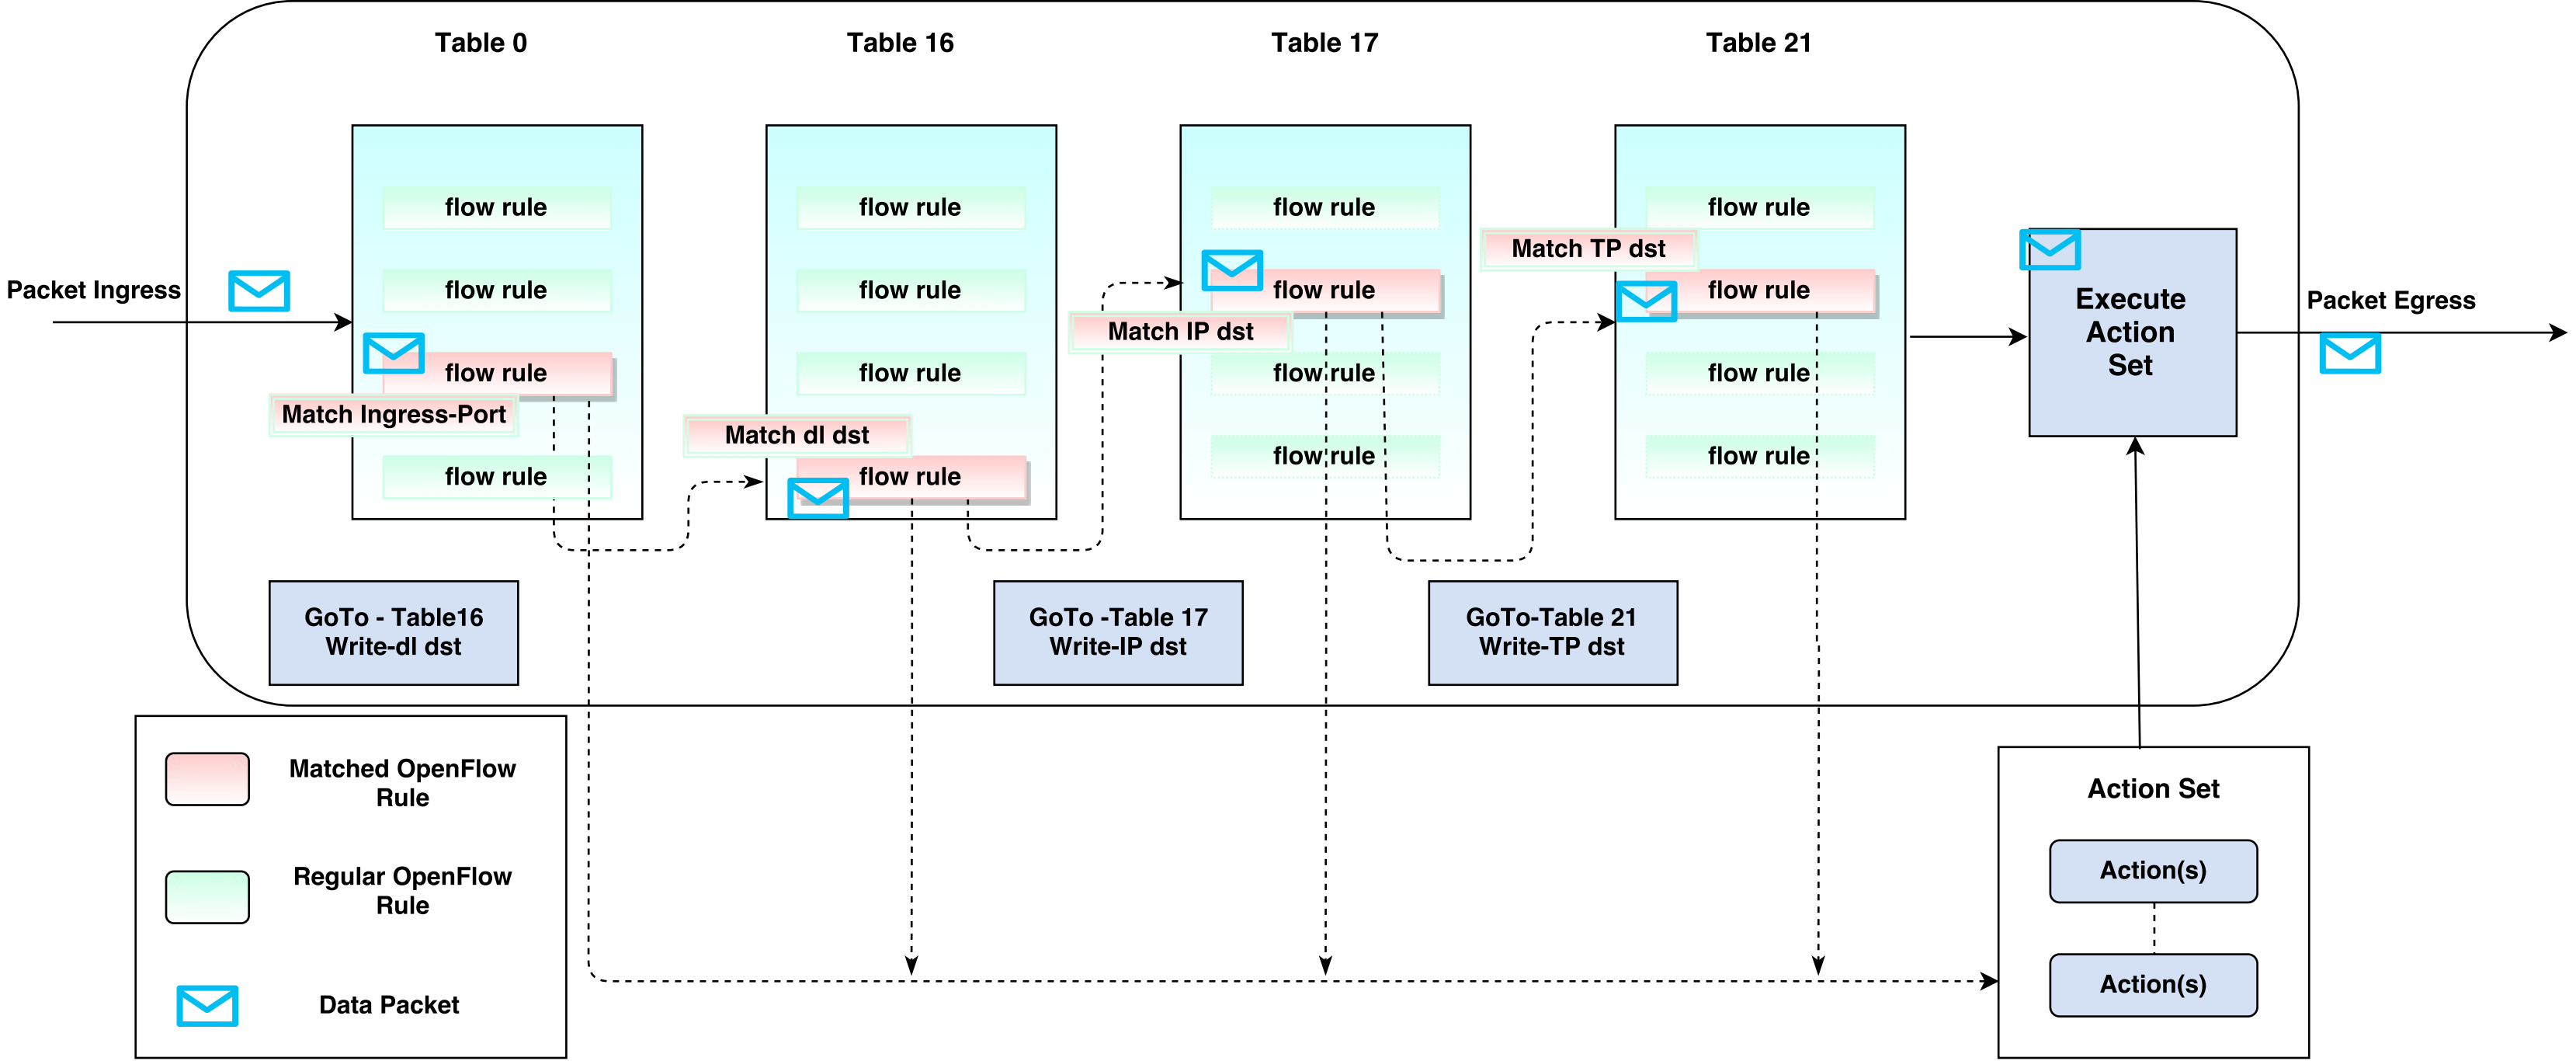 Table 0
Table 16
Table 17
Table 21
Packet Ingress
flow rule
flow rule
flow rule
Match Ingress-Port
flow rule
flow rule
flow rule
flow rule
Match dl dst
flow rule
flow rule
flow rule
Match IP dst
flow rule
flow rule
flow rule
Match TP dst
flow rule
flow rule
flow rule
Execute
Action
Set
Packet Egress
GoTo - Table16
Write-dl dst
GoTo -Table 17
Write-IP dst
GoTo-Table 21
Write-TP dst
Matched OpenFlow
Rule
Regular OpenFlow
Rule
Data Packet
Action Set
Action(s)
Action(s)